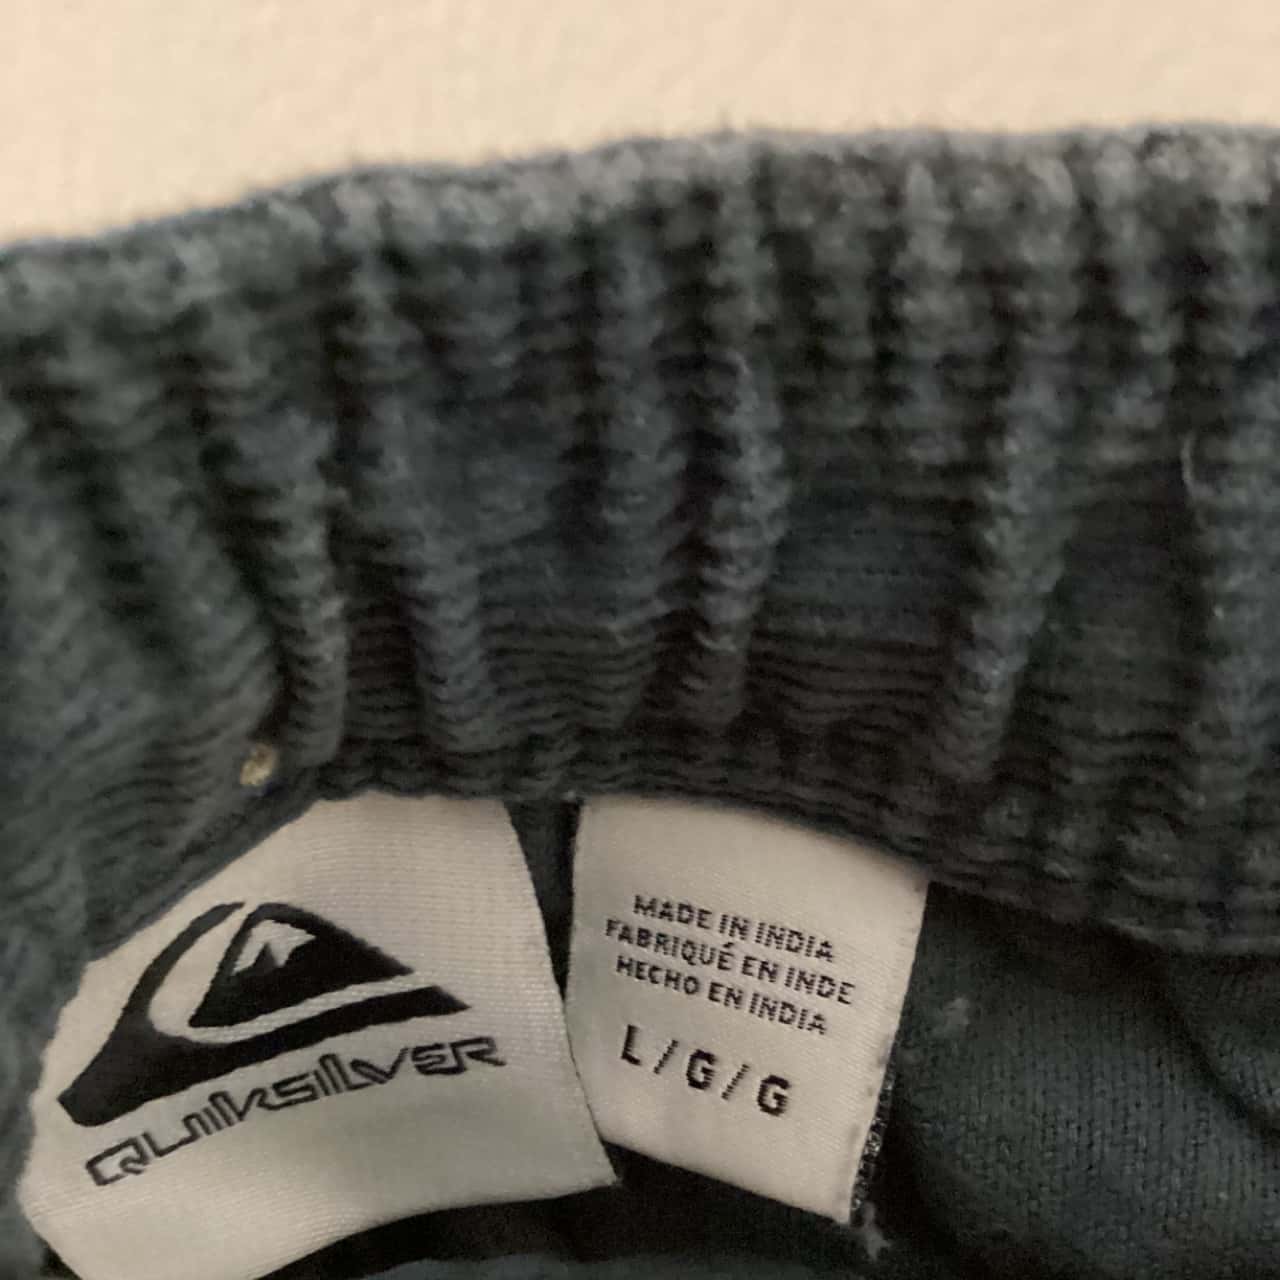 QUIKSILVER
MADE IN INDIA
FABRIQUÉ EN INDE
HECHO EN INDIA
L/G/G